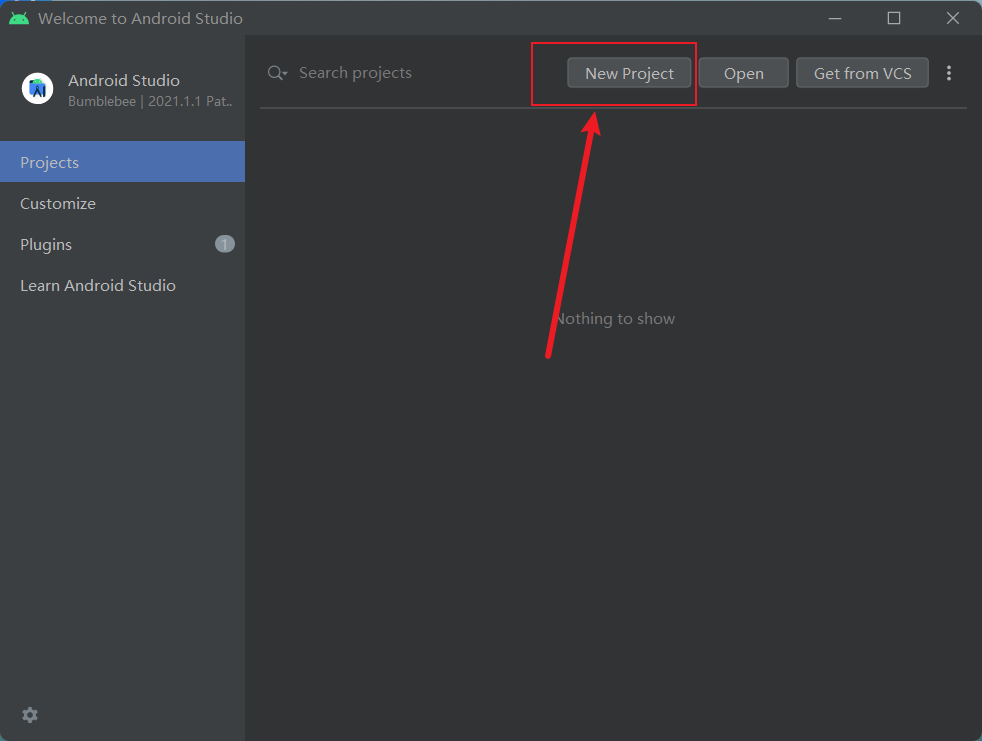 Welcome to Android Studio
Android Studio
Bumblebee | 2021.1.1 Pat..
Projects
Customize
Plugins
1
Learn Android Studio
Search projects
New Project
Open
Get from VCS
Nothing to show